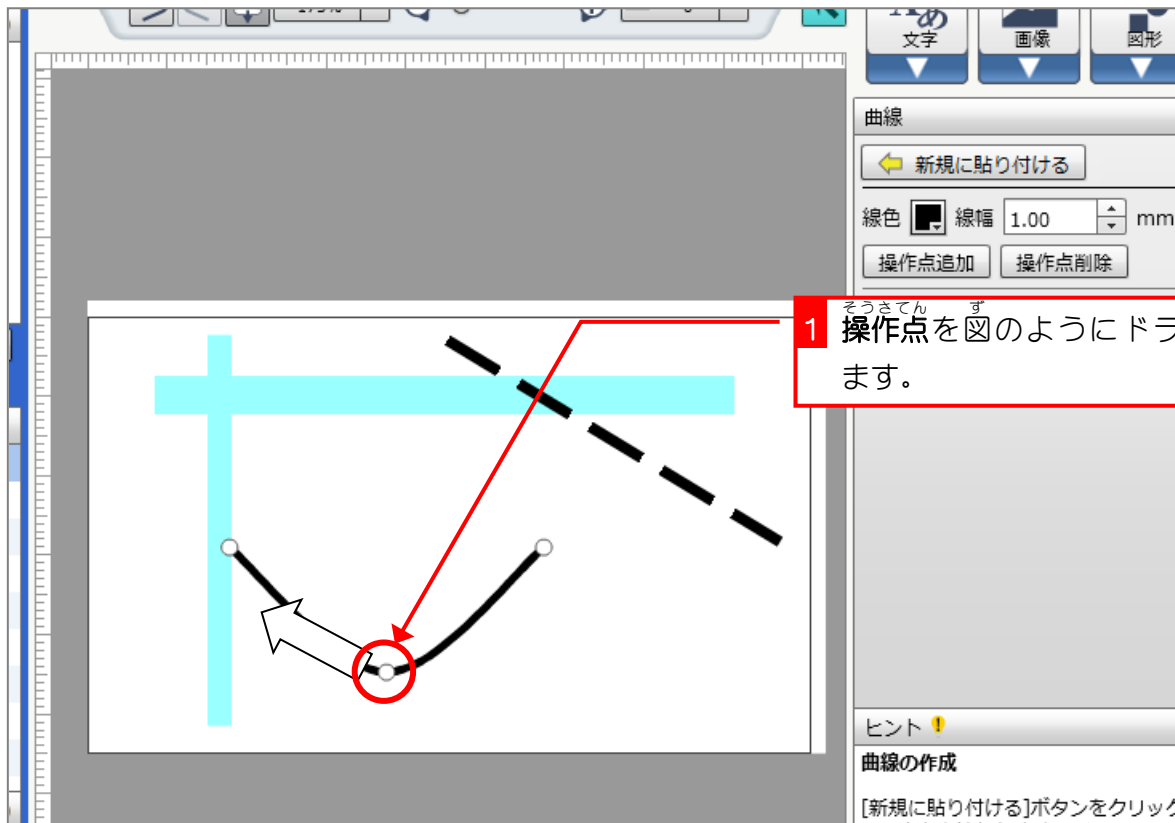 文字
画像
図形
曲線
新規に貼り付ける
線色
線幅
1.00
mm
操作点追加
操作点削除
1
そうさてん ず
操作点を図のようにドラ
ます。
ヒント
曲線の作成
[新規に貼り付ける]ボタンをクリック